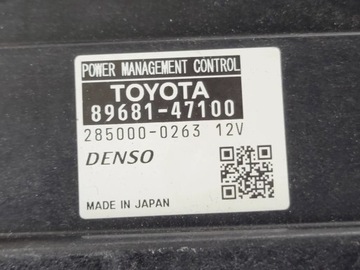 POWER MANAGEMENT CONTROL
TOYOTA
89681-47100
285000-0263 12V
DENSO
MADE IN JAPAN